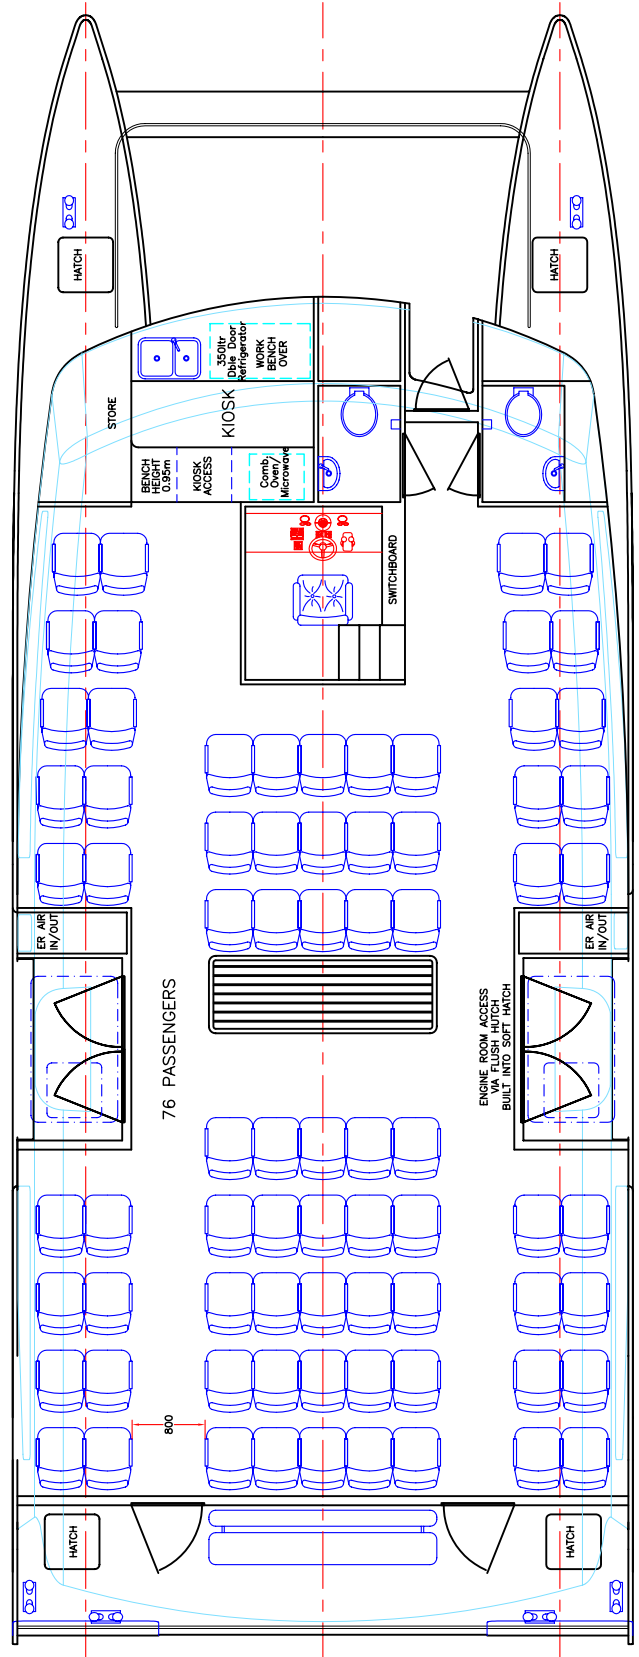 HATCH
HATCH
350ltr
Dble Door
Refrigerator
WORK
BENCH
OVER
KIOSK
STORE
BENCH
HEIGHT
0.95m
KIOSK
ACCESS
Comb.
Oven/
Microwave
SWITCHBOARD
ER AIR
IN/OUT
ER AIR
IN/OUT
76 PASSENGERS
ENGINE ROOM ACCESS
VIA FLUSH HUTCH
BUILT INTO SOFT HATCH
800
HATCH
HATCH